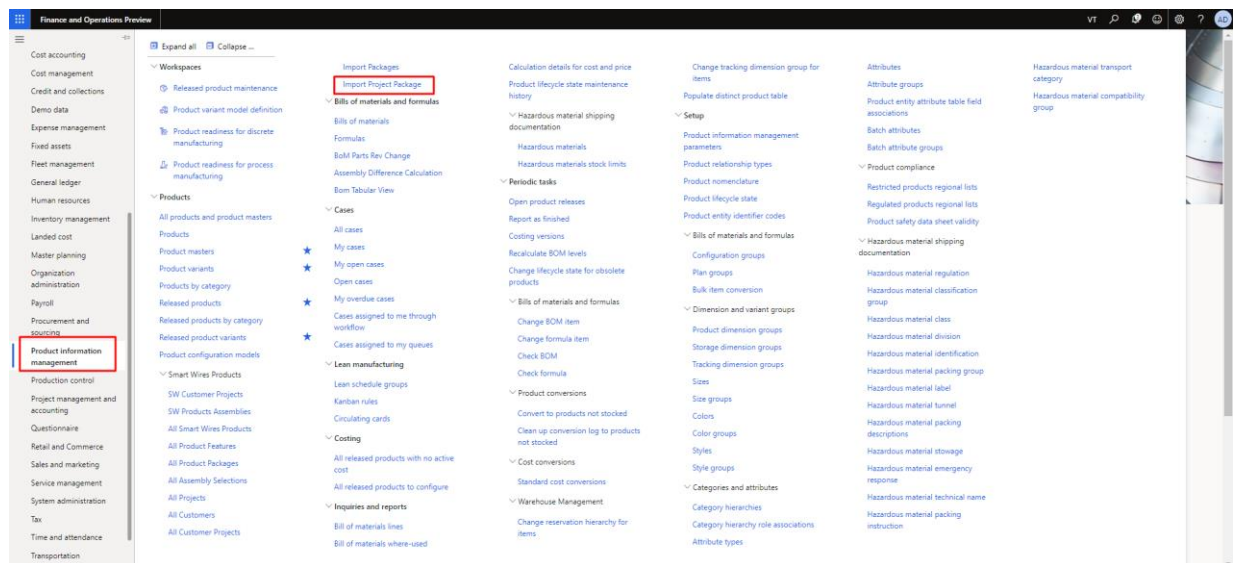 Finance and Operations Preview
VT
?
AD
Cost accounting
Cost management
Credit and collections
Demo data
Expense management
Fixed assets
Fleet management
General ledger
Human resources
Inventory management
Landed cost
Master planning
Organization
administration
Payroll
Procurement and
sourcing
Product information
management
Production control
Project management and
accounting
Questionnaire
Retail and Commerce
Sales and marketing
Service management
System administration
Tax
Time and attendance
Transportation
Expand all
Collapse ...
Workspaces
Released product maintenance
Product variant model definition
Product readiness for discrete
manufacturing
Product readiness for process
manufacturing
Products
All products and product masters
Products
Product masters
Product variants
Products by category
Released products
Released products by category
Released product variants
Product configuration models
Smart Wires Products
SW Customer Projects
SW Products Assemblies
All Smart Wires Products
All Product Features
All Product Packages
All Assembly Selections
All Projects
All Customers
All Customer Projects
Import Packages
Import Project Package
Bills of materials and formulas
Bills of materials
Formulas
BoM Parts Rev Change
Assembly Difference Calculation
Bom Tabular View
Cases
All cases
My cases
My open cases
Open cases
My overdue cases
Cases assigned to me through
workflow
Cases assigned to my queues
Lean manufacturing
Lean schedule groups
Kanban rules
Circulating cards
Costing
All released products with no active
cost
All released products to configure
Inquiries and reports
Bill of materials lines
Bill of materials where-used
Calculation details for cost and price
Product lifecycle state maintenance
history
Hazardous material shipping
documentation
Hazardous materials
Hazardous materials stock limits
Periodic tasks
Open product releases
Report as finished
Costing versions
Recalculate BOM levels
Change lifecycle state for obsolete
products
Bills of materials and formulas
Change BOM item
Change formula item
Check BOM
Check formula
Product conversions
Convert to products not stocked
Clean up conversion log to products
not stocked
Cost conversions
Standard cost conversions
Warehouse Management
Change reservation hierarchy for
items
Change tracking dimension group for
items
Populate distinct product table
Setup
Product information management
parameters
Product relationship types
Product nomenclature
Product lifecycle state
Product entity identifier codes
Bills of materials and formulas
Configuration groups
Plan groups
Bulk item conversion
Dimension and variant groups
Product dimension groups
Storage dimension groups
Tracking dimension groups
Sizes
Size groups
Colors
Color groups
Styles
Style groups
Categories and attributes
Category hierarchies
Category hierarchy role associations
Attribute types
Attributes
Attribute groups
Product entity attribute table field
associations
Batch attributes
Batch attribute groups
Product compliance
Restricted products regional lists
Regulated products regional lists
Product safety data sheet validity
Hazardous material shipping
documentation
Hazardous material regulation
Hazardous material classification
group
Hazardous material class
Hazardous material division
Hazardous material identification
Hazardous material packing group
Hazardous material label
Hazardous material tunnel
Hazardous material packing
descriptions
Hazardous material stowage
Hazardous material emergency
response
Hazardous material technical name
Hazardous material packing
instruction
Hazardous material transport
category
Hazardous material compatibility
group